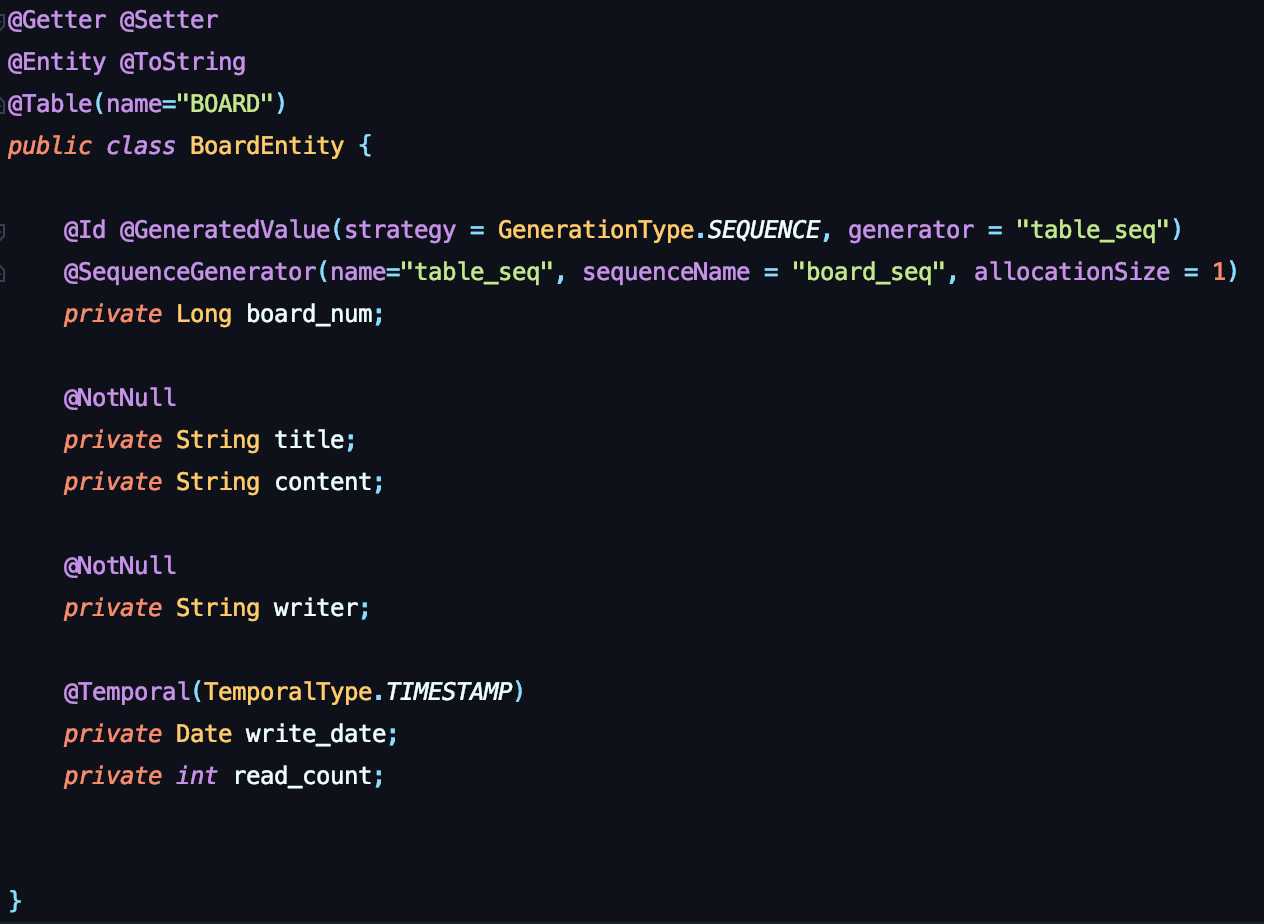 @Getter @Setter
@Entity @ToString
@Table(name="BOARD")
public class BoardEntity {
@Id @GeneratedValue(strategy = GenerationType.SEQUENCE, generator = "table_seq")
@SequenceGenerator(name="table_seq", sequenceName = "board_seq", allocationSize = 1)
private Long board_num;
@NotNull
private String title;
private String content;
@NotNull
private String writer;
@Temporal(TemporalType.TIMESTAMP)
private Date write_date;
private int read_count;
}